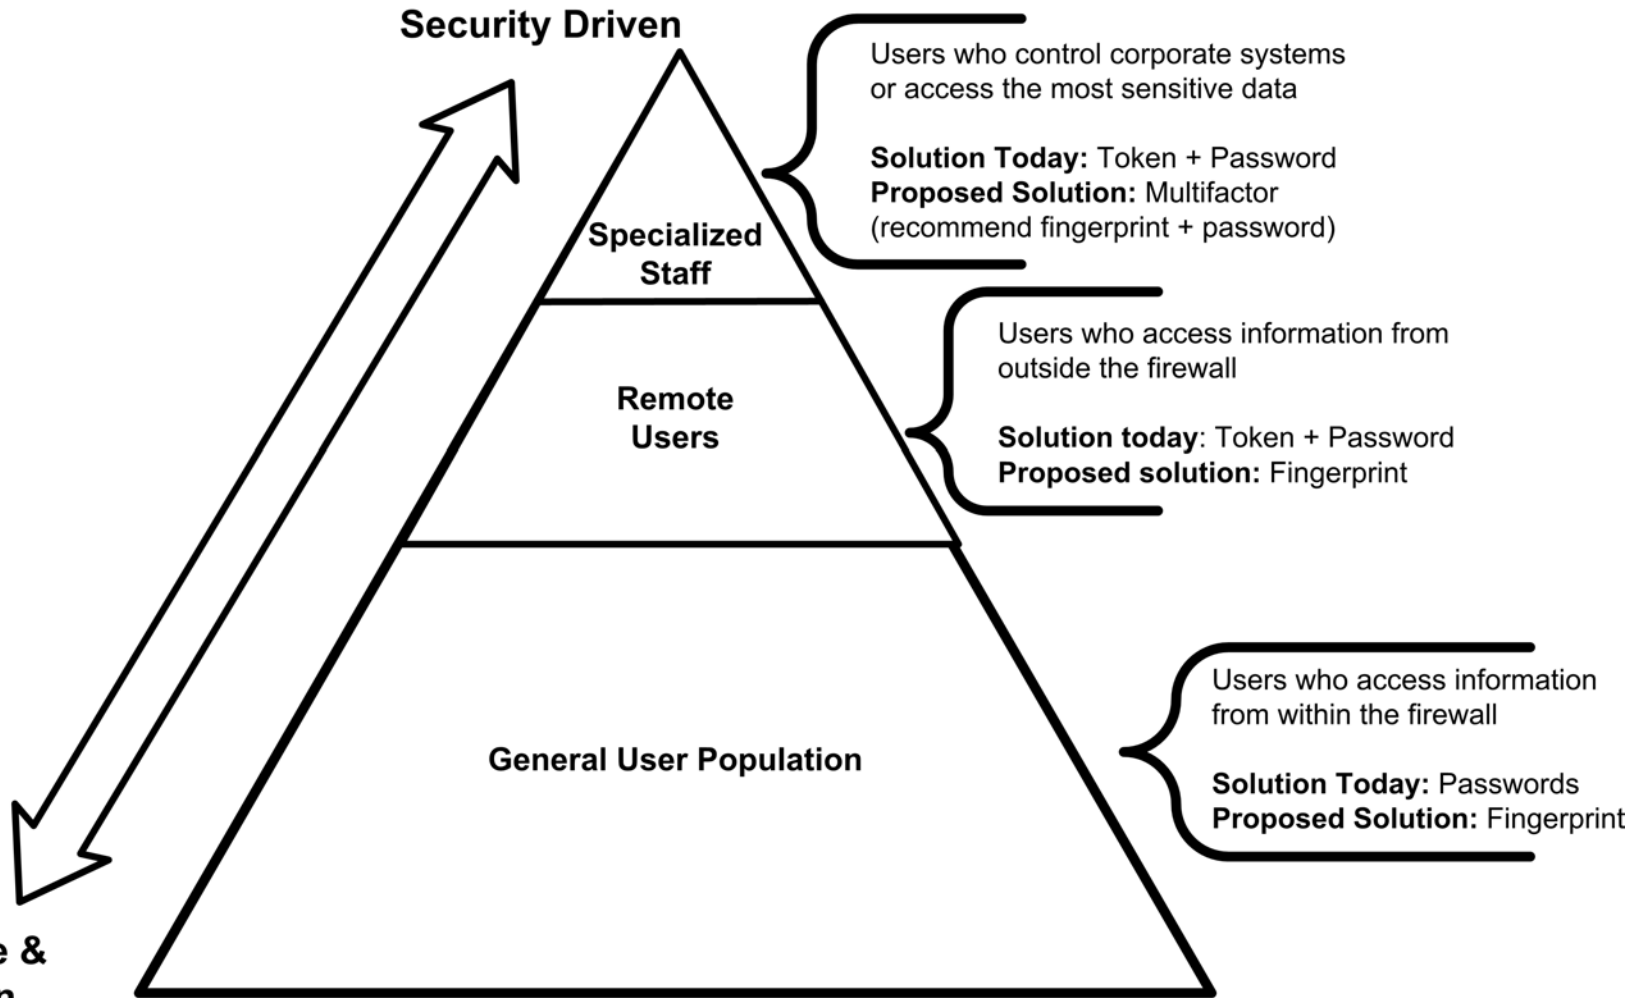 Security Driven
Users who control corporate systems
or access the most sensitive data
Solution Today: Token + Password
Proposed Solution: Multifactor
(recommend fingerprint + password)
Specialized
Staff
Users who access information from
outside the firewall
Solution today: Token + Password
Proposed solution: Fingerprint
Remote
Users
Users who access information
from within the firewall
Solution Today: Passwords
Proposed Solution: Fingerprint
General User Population
&